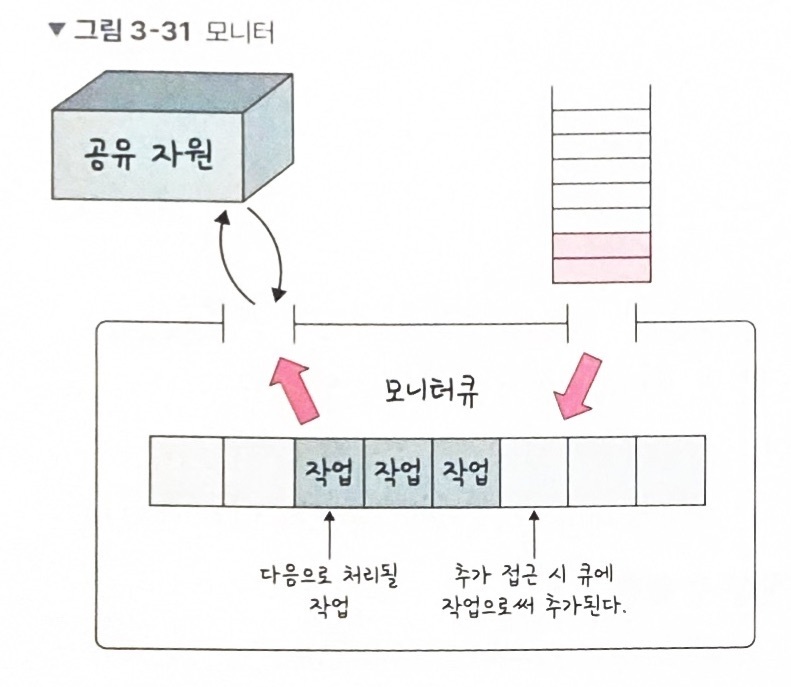 ▼ 그림 3-31 모니터
공유 자원
모니터큐
작업 작업 작업
다음으로 처리될
작업
추가 접근 시 큐에
작업으로써 추가된다.